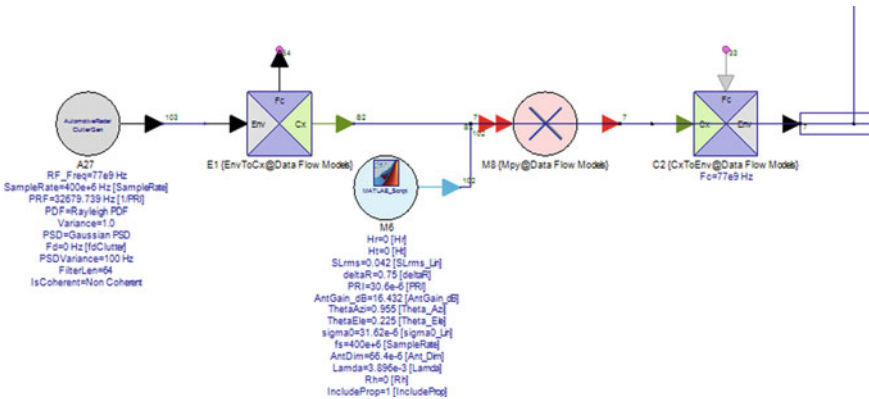 34
33
Fc
Fc
AutomotiveRadar
ClutterGen
103
Env
Cx
82
7
7
Cx
Env
7
A27
E1 {EnvToCx@Data Flow Models}
M8 {Mpy@Data Flow Models}
C2 {CxToEnv@Data Flow Models}
Fc=77e9 Hz
RF_Freq=77e9 Hz
SampleRate=400e+6 Hz [SampleRate]
PRF=32679.739 Hz [1/PRI]
PDF=Rayleigh PDF
Variance=1.0
PSD=Gaussian PSD
Fd=0 Hz [fdClutter]
PSDVariance=100 Hz
FilterLen=64
IsCoherent=Non Coherent
MATLAB_Script
102
M6
Hr=0 [Hr]
Ht=0 [Ht]
SLrms=0.042 [SLrms_Lin]
deltaR=0.75 [deltaR]
PRI=30.6e-6 [PRI]
AntGain_dB=16.432 [AntGain_dB]
ThetaAzi=0.955 [Theta_Azi]
ThetaEle=0.225 [Theta_Ele]
sigma0=31.62e-6 [sigma0_Lin]
fs=400e+6 [SampleRate]
AntDim=66.4e-6 [Ant_Dim]
Lamda=3.896e-3 [Lamda]
Rh=0 [Rh]
IncludeProp=1 [IncludeProp]